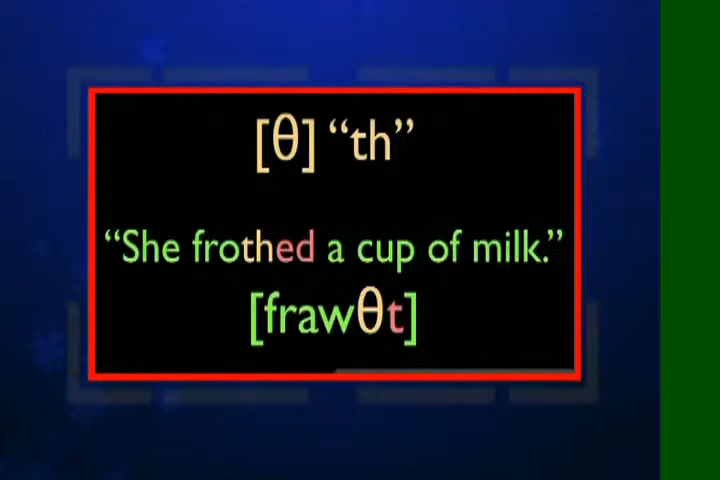 [θ] “th”
“She frothed a cup of milk.”
[frawθt]